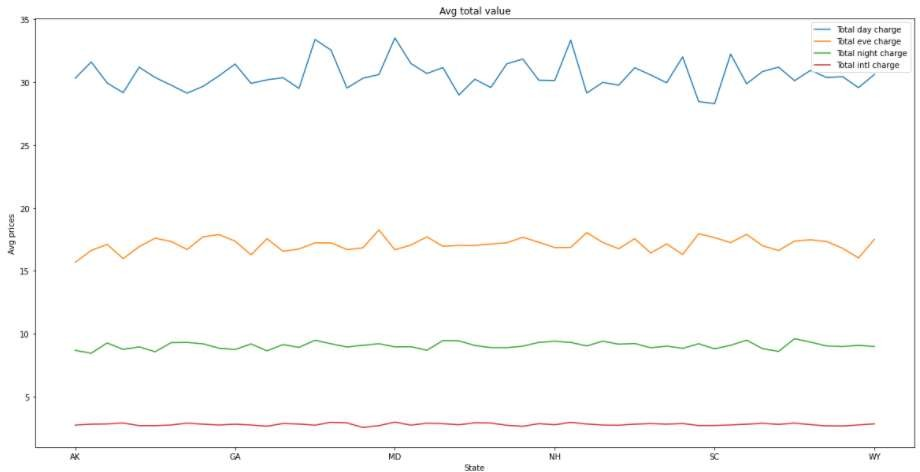 Avg total value
35
30
25
20
15
10
5
Avg prices
Total day charge
Total eve charge
Total night charge
Total intl charge
AK GA MD NH SC WY
State